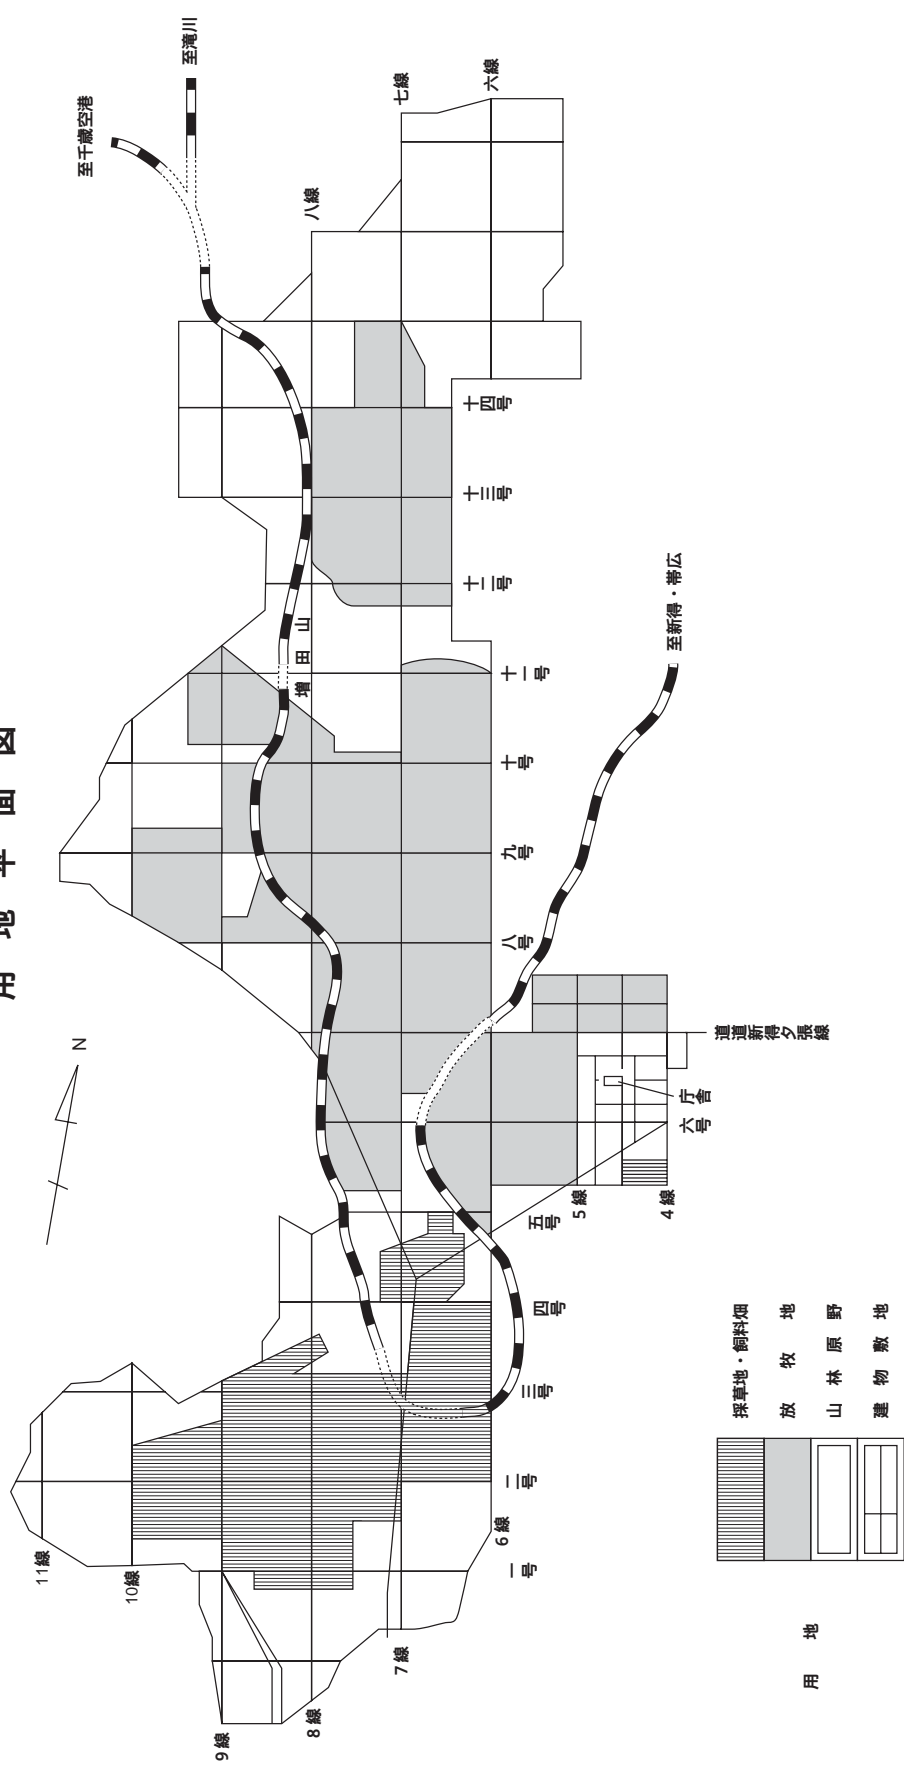 用地平面図
至千歳空港
至滝川
八線
七線
六線
十四号
十三号
十二号
十一号
十号
九号
八号
増田山
至新得・帯広
N
道道新得夕張線
庁舎
六号
五号
四号
三号
二号
一号
4線
5線
6線
7線
8線
9線
10線
11線
用地
採草地・飼料畑
放牧地
山林原野
建物敷地